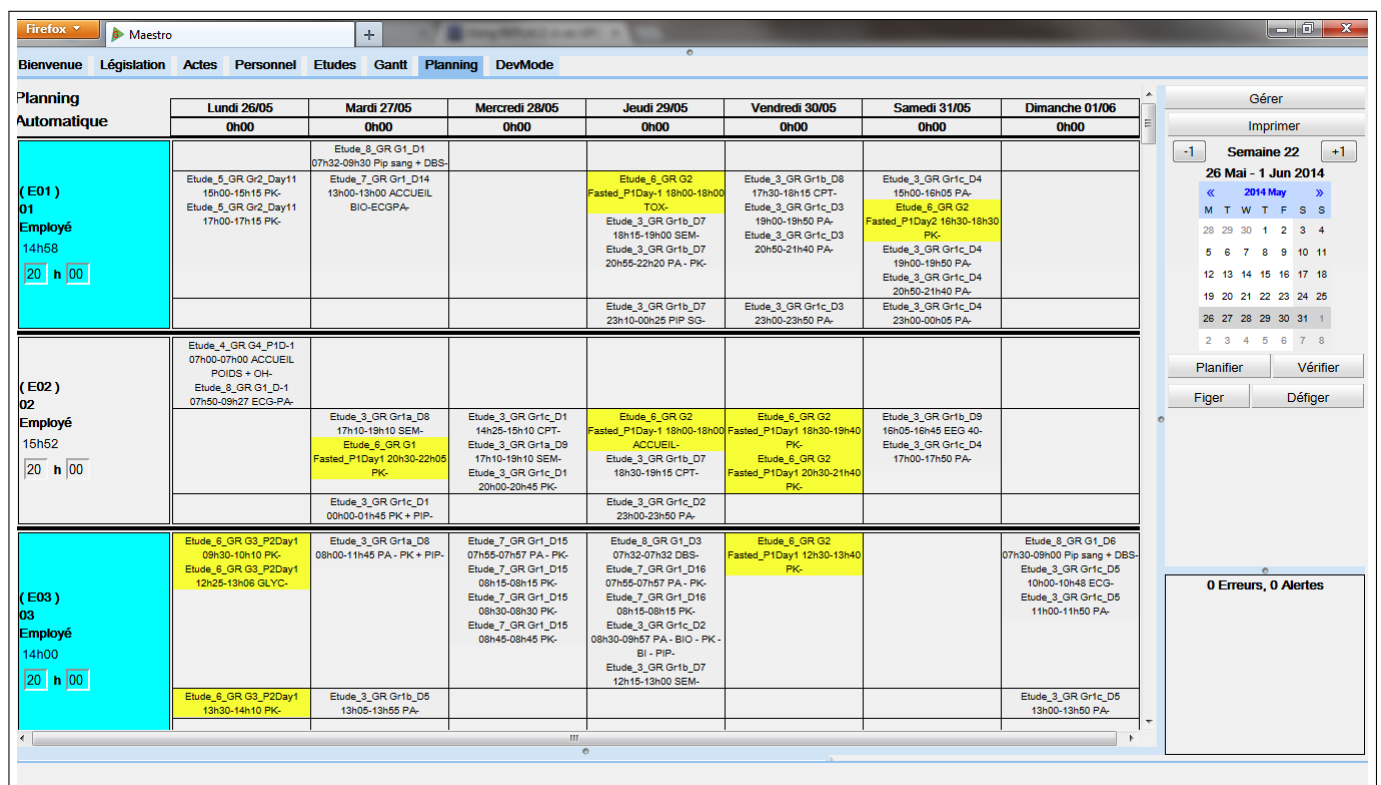 Firefox
Maestro
+
Bienvenue Législation Actes Personnel Etudes Gantt Planning DevMode
Planning
Automatique
Lundi 26/05 Mardi 27/05 Mercredi 28/05 Jeudi 29/05 Vendredi 30/05 Samedi 31/05 Dimanche 01/06
0h00 0h00 0h00 0h00 0h00 0h00 0h00
( E01 )
01
Employé
14h58
20 h 00
Etude_8_GR G1_D1
07h32-09h30 Pip sang + DBS-
Etude_5_GR Gr2_Day11
15h00-15h15 PK-
Etude_5_GR Gr2_Day11
17h00-17h15 PK-
Etude_7_GR Gr1_D14
13h00-13h00 ACCUEIL
BIO-ECGPA-
Etude_6_GR G2
Fasted_P1Day-1 18h00-18h00
TOX-
Etude_3_GR Gr1b_D7
18h15-19h00 SEM-
Etude_3_GR Gr1b_D7
20h55-22h20 PA - PK-
Etude_3_GR Gr1b_D8
17h30-18h15 CPT-
Etude_3_GR Gr1c_D3
19h00-19h50 PA-
Etude_3_GR Gr1c_D3
20h50-21h40 PA-
Etude_3_GR Gr1c_D4
15h00-16h05 PA-
Etude_6_GR G2
Fasted_P1Day2 16h30-18h30
PK-
Etude_3_GR Gr1c_D4
19h00-19h50 PA-
Etude_3_GR Gr1c_D4
20h50-21h40 PA-
Etude_3_GR Gr1b_D7
23h10-00h25 PIP SG-
Etude_3_GR Gr1c_D3
23h00-23h50 PA-
Etude_3_GR Gr1c_D4
23h00-00h05 PA-
( E02 )
02
Employé
15h52
20 h 00
Etude_4_GR G4_P1D-1
07h00-07h00 ACCUEIL
POIDS + OH-
Etude_8_GR G1_D-1
07h50-09h27 ECG-PA-
Etude_3_GR Gr1a_D8
17h10-19h10 SEM-
Etude_6_GR G1
Fasted_P1Day1 20h30-22h05
PK-
Etude_3_GR Gr1c_D1
14h25-15h10 CPT-
Etude_3_GR Gr1a_D9
17h10-19h10 SEM-
Etude_3_GR Gr1c_D1
20h00-20h45 PK-
Etude_6_GR G2
Fasted_P1Day-1 18h00-18h00
ACCUEIL-
Etude_3_GR Gr1b_D7
18h30-19h15 CPT-
Etude_6_GR G2
Fasted_P1Day1 18h30-19h40
PK-
Etude_6_GR G2
Fasted_P1Day1 20h30-21h40
PK-
Etude_3_GR Gr1b_D9
16h05-16h45 EEG 40-
Etude_3_GR Gr1c_D4
17h00-17h50 PA-
Etude_3_GR Gr1c_D1
00h00-01h45 PK + PIP-
Etude_3_GR Gr1c_D2
23h00-23h50 PA-
( E03 )
03
Employé
14h00
20 h 00
Etude_6_GR G3_P2Day1
09h30-10h10 PK-
Etude_6_GR G3_P2Day1
12h25-13h06 GLYC-
Etude_3_GR Gr1a_D8
08h00-11h45 PA - PK + PIP-
Etude_7_GR Gr1_D15
07h55-07h57 PA - PK-
Etude_7_GR Gr1_D15
08h15-08h15 PK-
Etude_7_GR Gr1_D15
08h30-08h30 PK-
Etude_7_GR Gr1_D15
08h45-08h45 PK-
Etude_8_GR G1_D3
07h32-07h32 DBS-
Etude_7_GR Gr1_D16
07h55-07h57 PA - PK-
Etude_7_GR Gr1_D16
08h15-08h15 PK-
Etude_3_GR Gr1c_D2
08h30-09h57 PA - BIO - PK -
BI - PIP-
Etude_3_GR Gr1b_D7
12h15-13h00 SEM-
Etude_6_GR G2
Fasted_P1Day1 12h30-13h40
PK-
Etude_8_GR G1_D6
07h30-09h00 Pip sang + DBS-
Etude_3_GR Gr1c_D5
10h00-10h48 ECG-
Etude_3_GR Gr1c_D5
11h00-11h50 PA-
Etude_6_GR G3_P2Day1
13h30-14h10 PK-
Etude_3_GR Gr1b_D5
13h05-13h55 PA-
Etude_3_GR Gr1c_D5
13h00-13h50 PA-
Gérer
Imprimer
-1 Semaine 22 +1
26 Mai - 1 Jun 2014
« 2014 May »
M T W T F S S
28 29 30 1 2 3 4
5 6 7 8 9 10 11
12 13 14 15 16 17 18
19 20 21 22 23 24 25
26 27 28 29 30 31 1
2 3 4 5 6 7 8
Planifier Vérifier
Figer Défiger
0 Erreurs, 0 Alertes